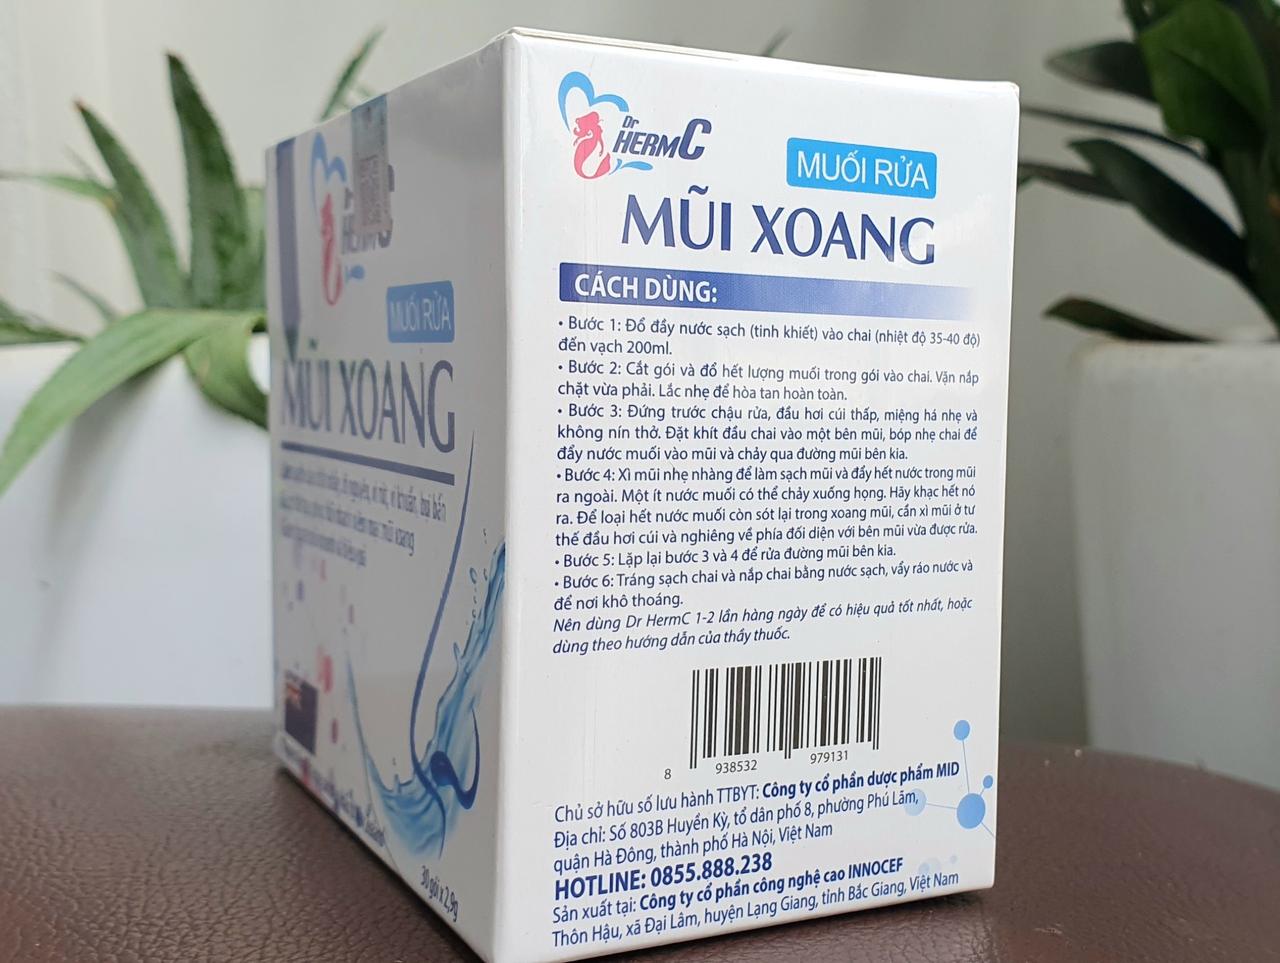 Dr
HERMC
MUỐI RỬA
MŨI XOANG
CÁCH DÙNG:
• Bước 1: Đổ đầy nước sạch (tinh khiết) vào chai (nhiệt độ 35-40 độ)
đến vạch 200ml.
• Bước 2: Cắt gói và đổ hết lượng muối trong gói vào chai. Vặn nắp
chặt vừa phải. Lắc nhẹ để hòa tan hoàn toàn.
• Bước 3: Đứng trước chậu rửa, đầu hơi cúi thấp, miệng há nhẹ và
không nín thở. Đặt khít đầu chai vào một bên mũi, bóp nhẹ chai để
đẩy nước muối vào mũi và chảy qua đường mũi bên kia.
• Bước 4: Xì mũi nhẹ nhàng để làm sạch mũi và đẩy hết nước trong mũi
ra ngoài. Một ít nước muối có thể chảy xuống họng. Hãy khạc hết nó
ra. Để loại hết nước muối còn sót lại trong xoang mũi, cần xì mũi ở tư
thế đầu hơi cúi và nghiêng về phía đối diện với bên mũi vừa được rửa.
• Bước 5: Lặp lại bước 3 và 4 để rửa đường mũi bên kia.
• Bước 6: Tráng sạch chai và nắp chai bằng nước sạch, vẩy ráo nước và
để nơi khô thoáng.
Nên dùng Dr HermC 1-2 lần hàng ngày để có hiệu quả tốt nhất, hoặc
dùng theo hướng dẫn của thầy thuốc.
8 938532 979131
Chủ sở hữu số lưu hành TTBYT: Công ty cổ phần dược phẩm MID
Địa chỉ: Số 803B Huyền Kỳ, tổ dân phố 8, phường Phú Lãm,
quận Hà Đông, thành phố Hà Nội, Việt Nam
HOTLINE: 0855.888.238
Sản xuất tại: Công ty cổ phần công nghệ cao INNOCEF
Thôn Hậu, xã Đại Lâm, huyện Lạng Giang, tỉnh Bắc Giang, Việt Nam
Dr
HERMC
MUỐI RỬA
MŨI XOANG
30 gói x 2,9g